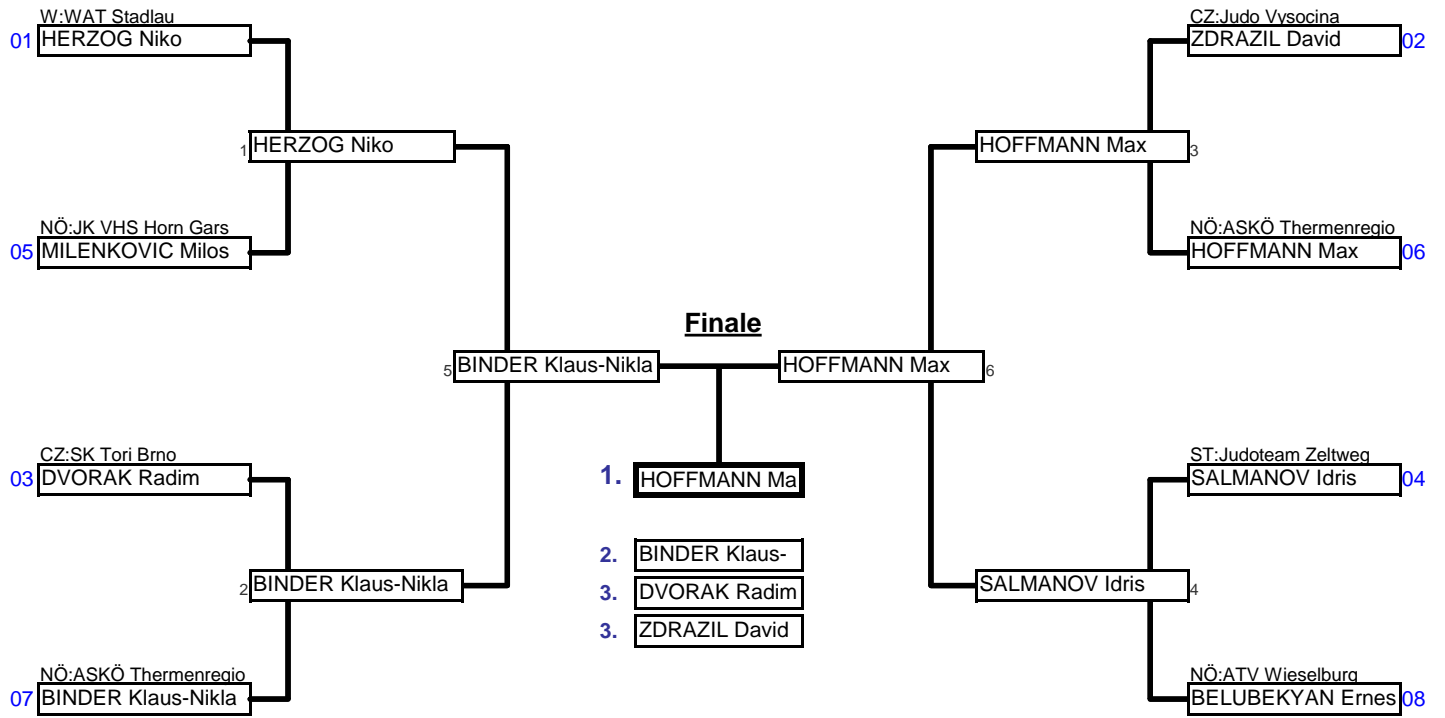 W:WAT Stadlau
01 HERZOG Niko
1 HERZOG Niko
NÖ:JK VHS Horn Gars
05 MILENKOVIC Milos
5 BINDER Klaus-Nikla
CZ:SK Tori Brno
03 DVORAK Radim
2 BINDER Klaus-Nikla
NÖ:ASKÖ Thermenregio
07 BINDER Klaus-Nikla
Finale
1. HOFFMANN Ma
2. BINDER Klaus-
3. DVORAK Radim
3. ZDRAZIL David
CZ:Judo Vysocina
ZDRAZIL David 02
HOFFMANN Max 3
NÖ:ASKÖ Thermenregio
HOFFMANN Max 06
HOFFMANN Max 6
ST:Judoteam Zeltweg
SALMANOV Idris 04
SALMANOV Idris 4
NÖ:ATV Wieselburg
BELUBEKYAN Ernes 08